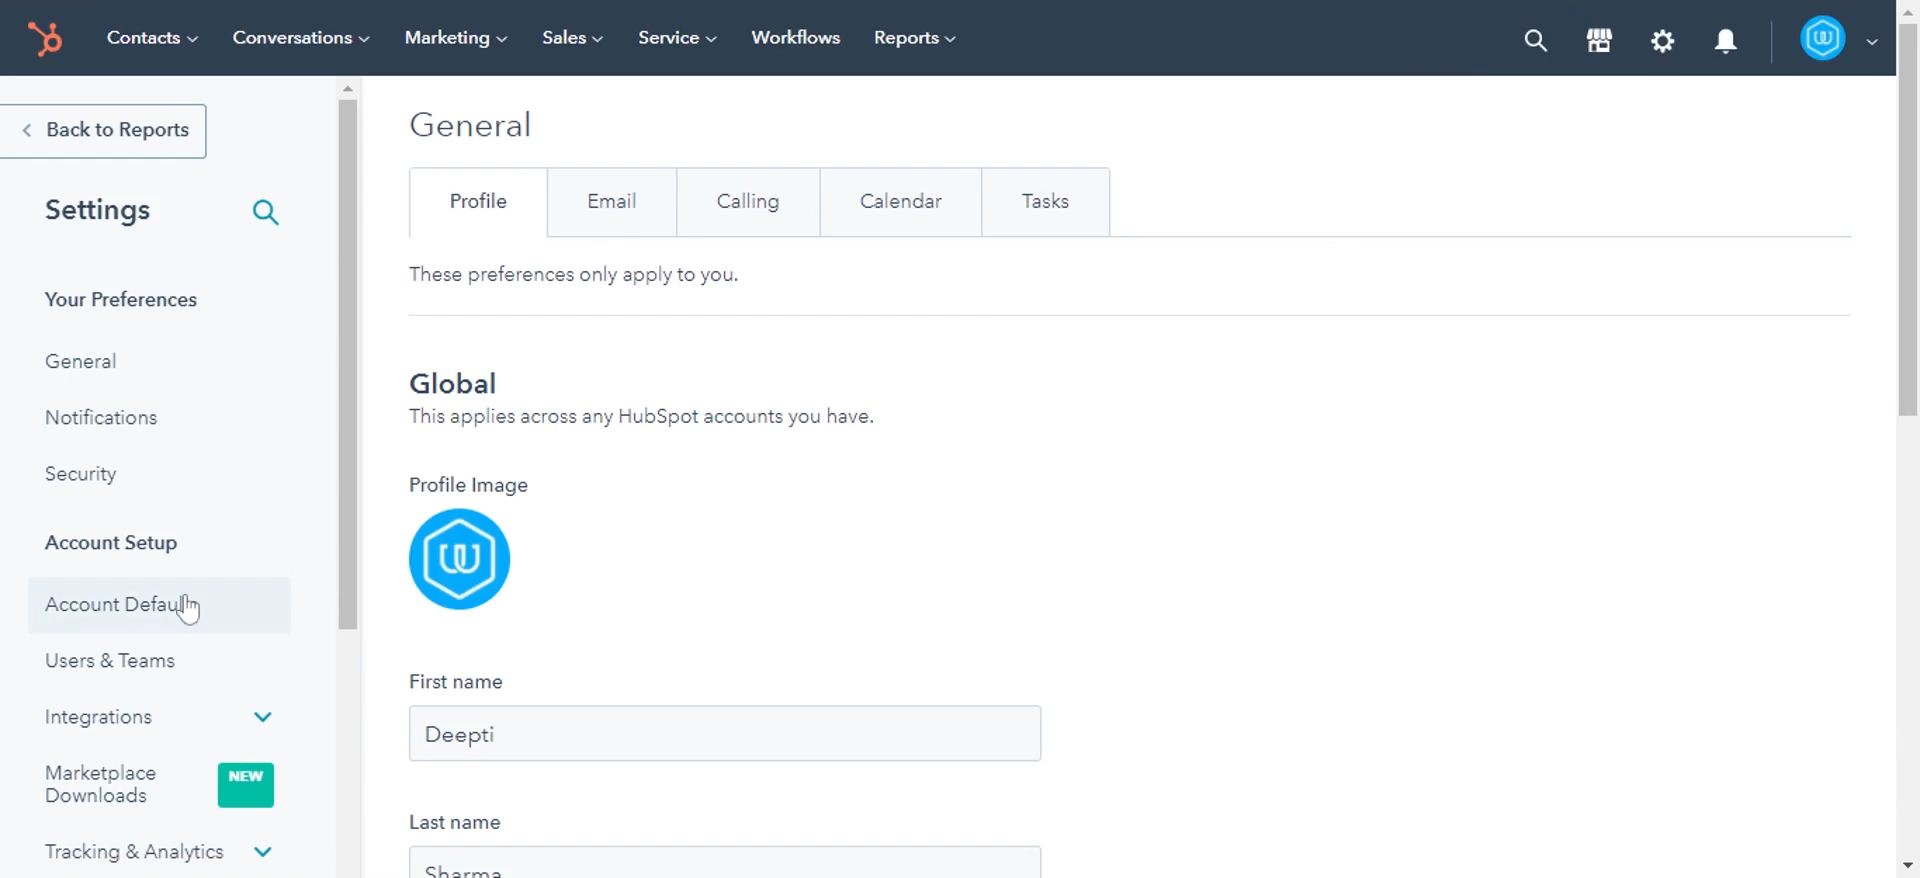 Contacts
Conversations
Marketing
Sales
Service
Workflows
Reports
Back to Reports
Settings
Your Preferences
General
Notifications
Security
Account Setup
Account
Users & Teams
Integrations
Marketplace
Downloads
NEW
Tracking & Analytics
General
Profile
Email
Calling
Calendar
Tasks
These preferences only apply to you.
Global
This applies across any HubSpot accounts you have.
Profile Image
First name
Deepti
Last name
Sharma